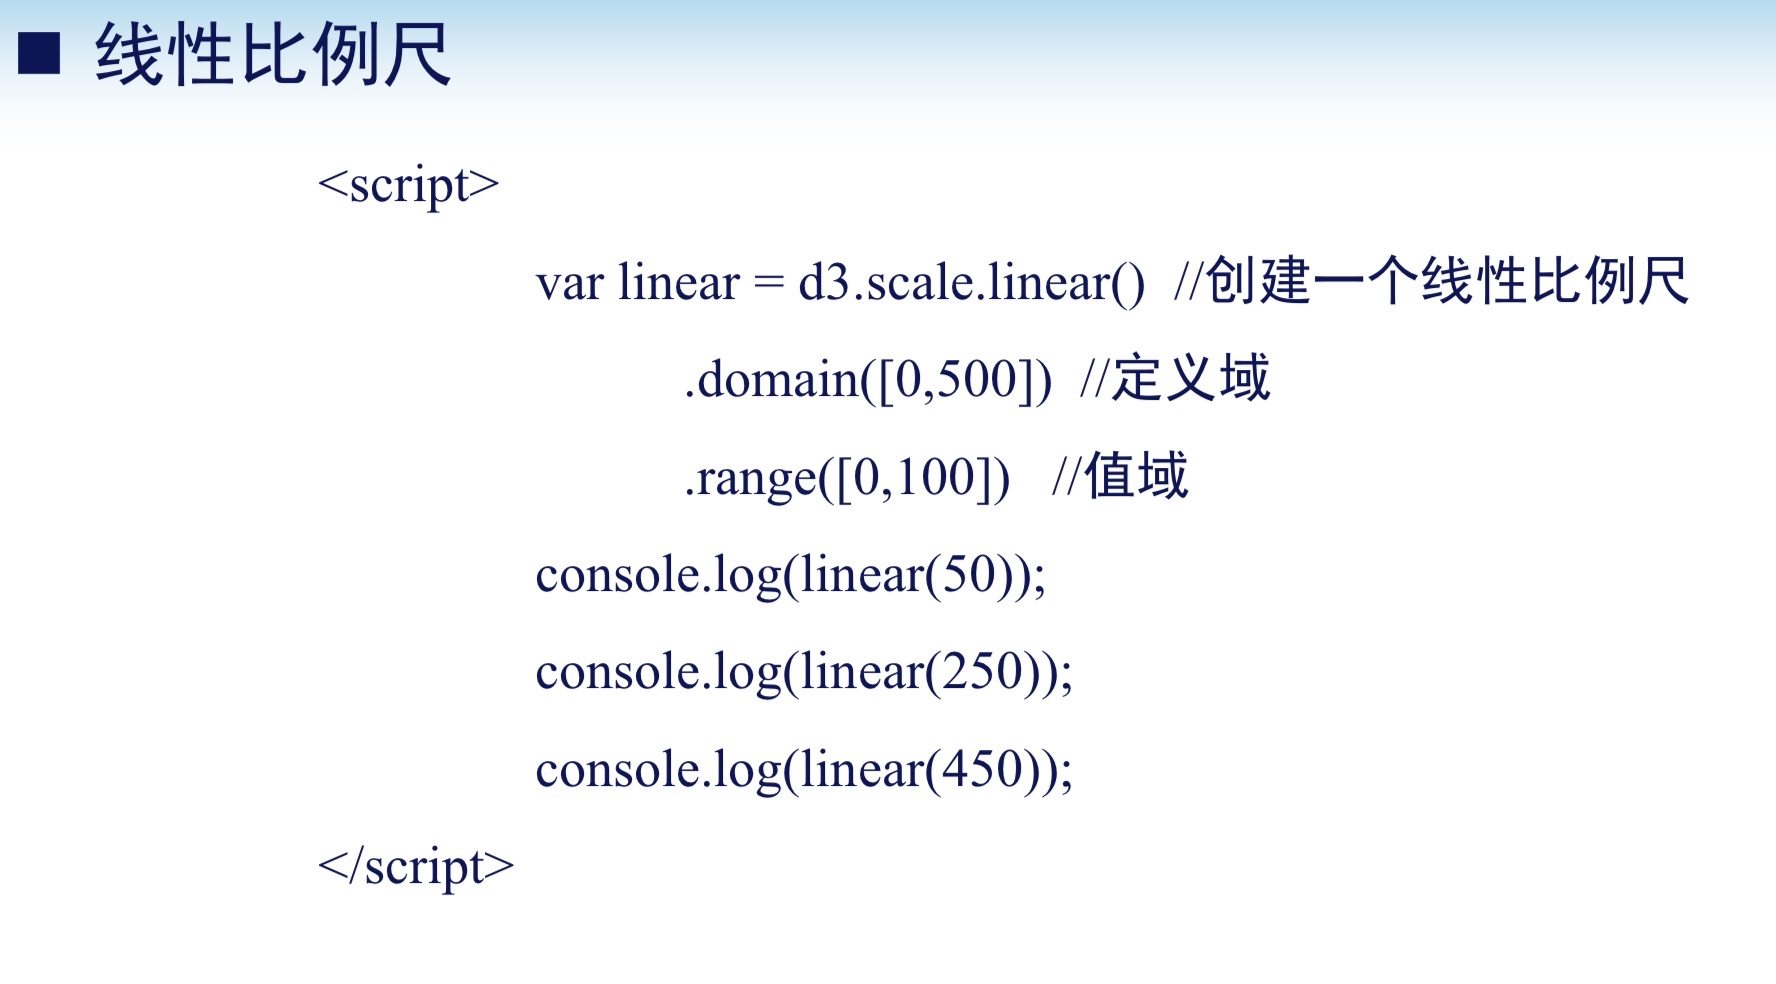 ■ 线性比例尺
<script>
var linear = d3.scale.linear() //创建一个线性比例尺
.domain([0,500]) //定义域
.range([0,100]) //值域
console.log(linear(50));
console.log(linear(250));
console.log(linear(450));
</script>